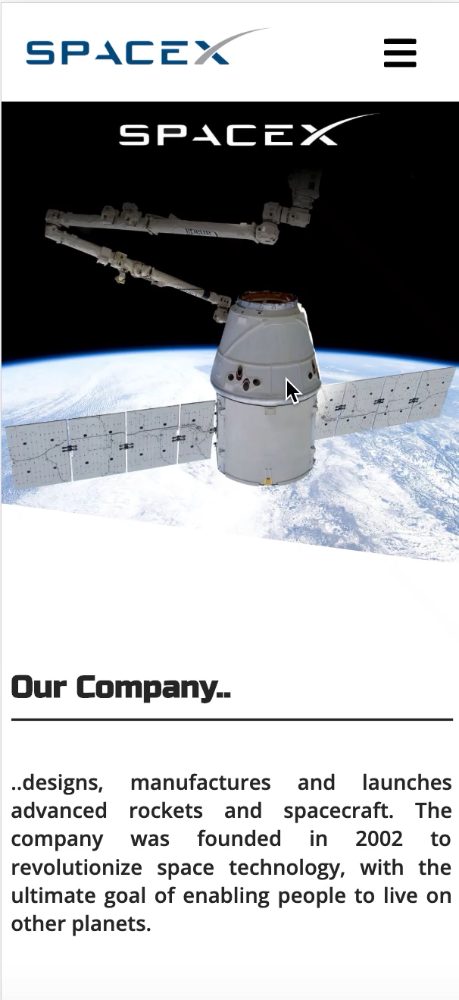 SPACEX
SPACEX
Canada
Our Company..
..designs, manufactures and launches
advanced rockets and spacecraft. The
company was founded in 2002 to
revolutionize space technology, with the
ultimate goal of enabling people to live on
other planets.